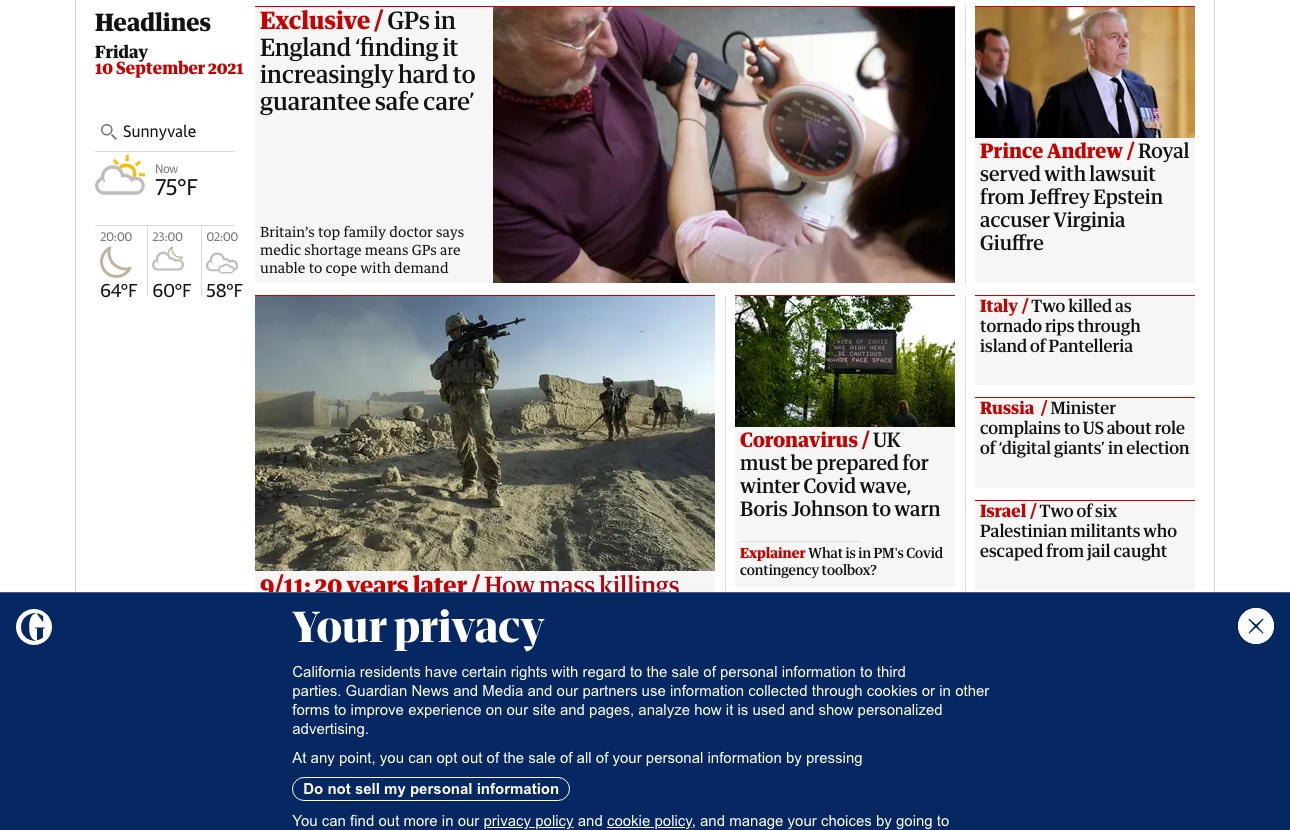 Headlines
Friday
10 September 2021
Sunnyvale
Now
75°F
20:00
23:00
02:00
64°F
60°F
58°F
Exclusive / GPs in
England ‘finding it
increasingly hard to
guarantee safe care’
Britain’s top family doctor says
medic shortage means GPs are
unable to cope with demand
Prince Andrew / Royal
served with lawsuit
from Jeffrey Epstein
accuser Virginia
Giuffre
9/11: 20 years later / How mass killings
CASES OF COVID
ARE HIGH HERE
BE CAUTIOUS
HANDS FACE SPACE
Coronavirus / UK
must be prepared for
winter Covid wave,
Boris Johnson to warn
Explainer What is in PM's Covid
contingency toolbox?
Italy / Two killed as
tornado rips through
island of Pantelleria
Russia / Minister
complains to US about role
of ‘digital giants’ in election
Israel / Two of six
Palestinian militants who
escaped from jail caught
G
Your privacy
California residents have certain rights with regard to the sale of personal information to third
parties. Guardian News and Media and our partners use information collected through cookies or in other
forms to improve experience on our site and pages, analyze how it is used and show personalized
advertising.
At any point, you can opt out of the sale of all of your personal information by pressing
Do not sell my personal information
You can find out more in our privacy policy and cookie policy, and manage your choices by going to